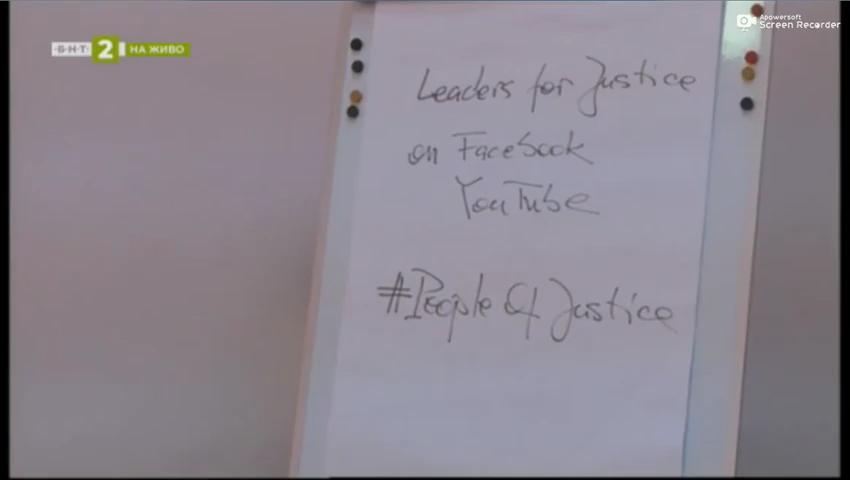 БНТ 2 НА ЖИВО
Apowersoft
Screen Recorder
Leaders for Justice
on Facebook
YouTube
#People of Justice